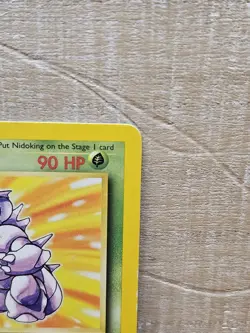 Put Nidoking on the Stage 1 card
90 HP